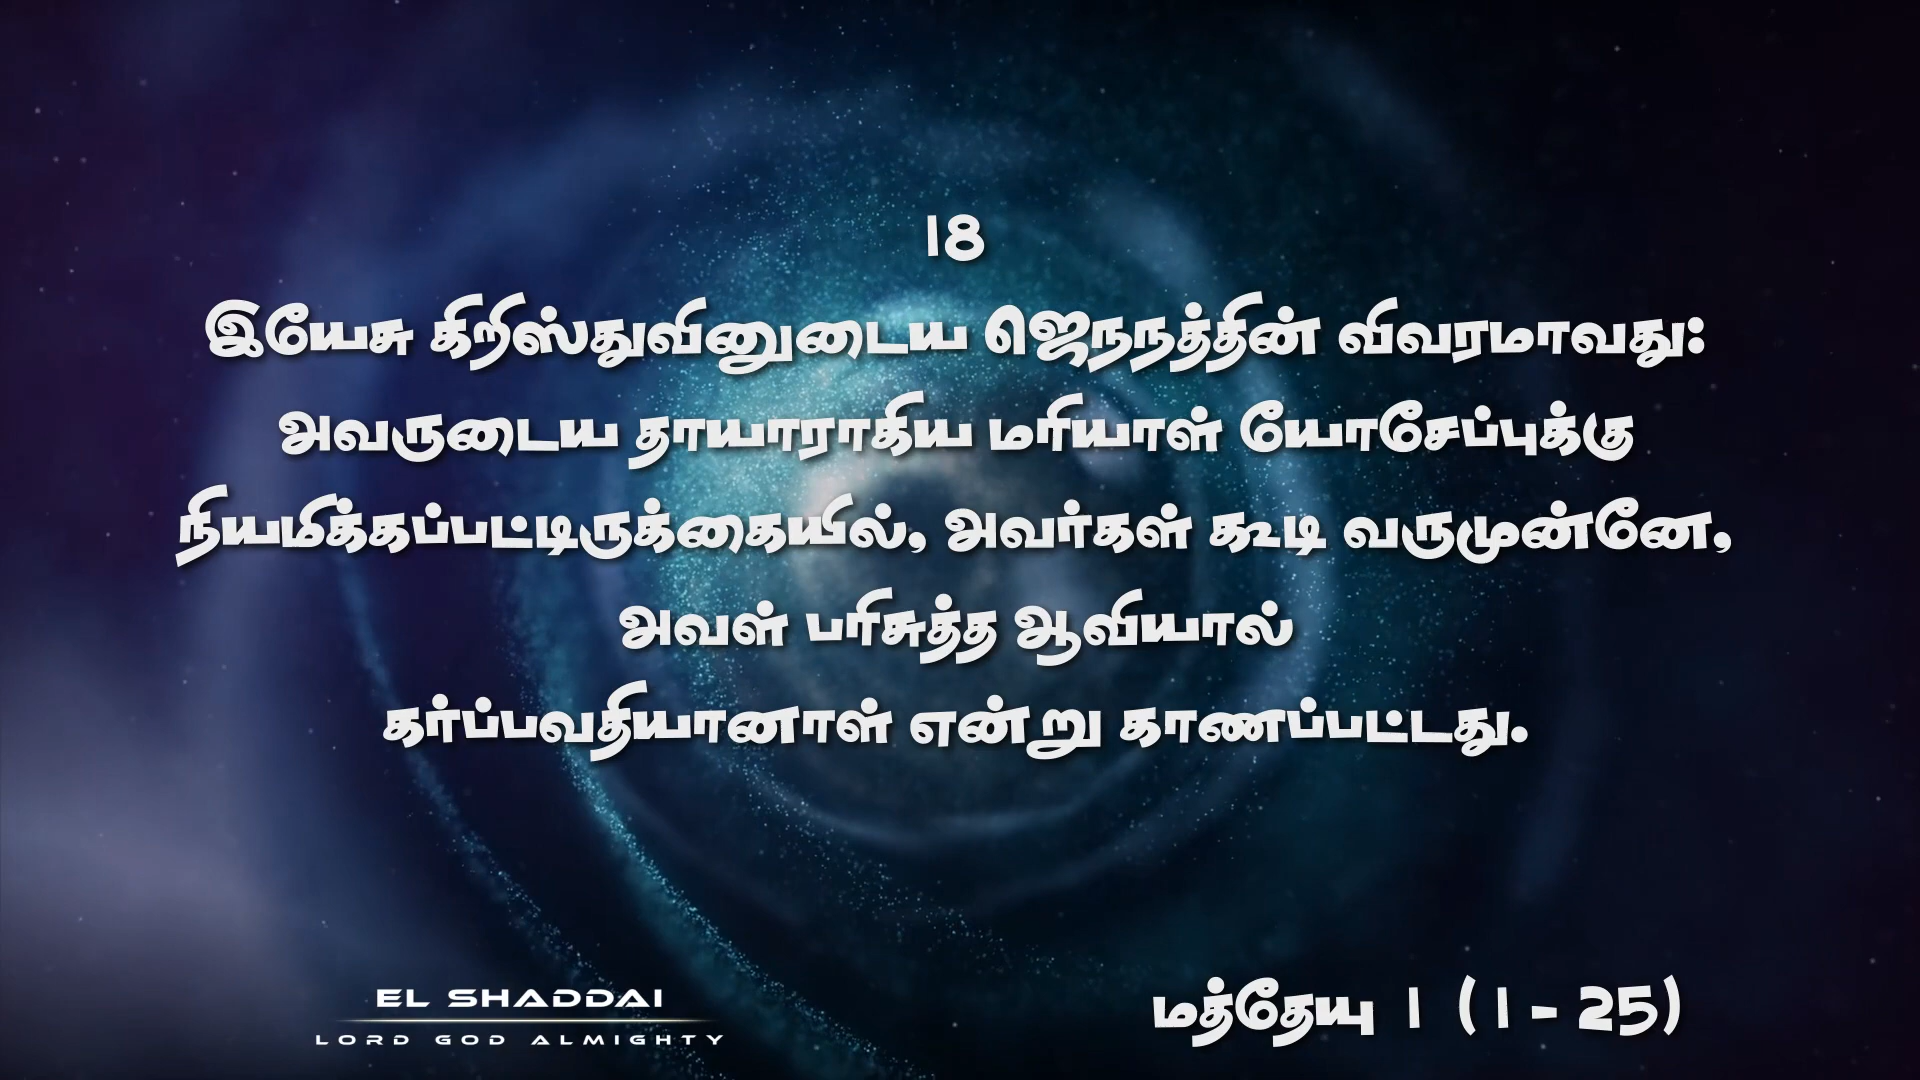 18
இயேசு கிறிஸ்துவினுடைய ஜெநநத்தின் விவரமாவது:
அவருடைய தாயாராகிய மரியாள் யோசேப்புக்கு
நியமிக்கப்பட்டிருக்கையில், அவர்கள் கூடி வருமுன்னே,
அவள் பரிசுத்த ஆவியால்
கர்ப்பவதியானாள் என்று காணப்பட்டது.
EL SHADDAI
LORD GOD ALMIGHTY
மத்தேயு 1 (1 - 25)